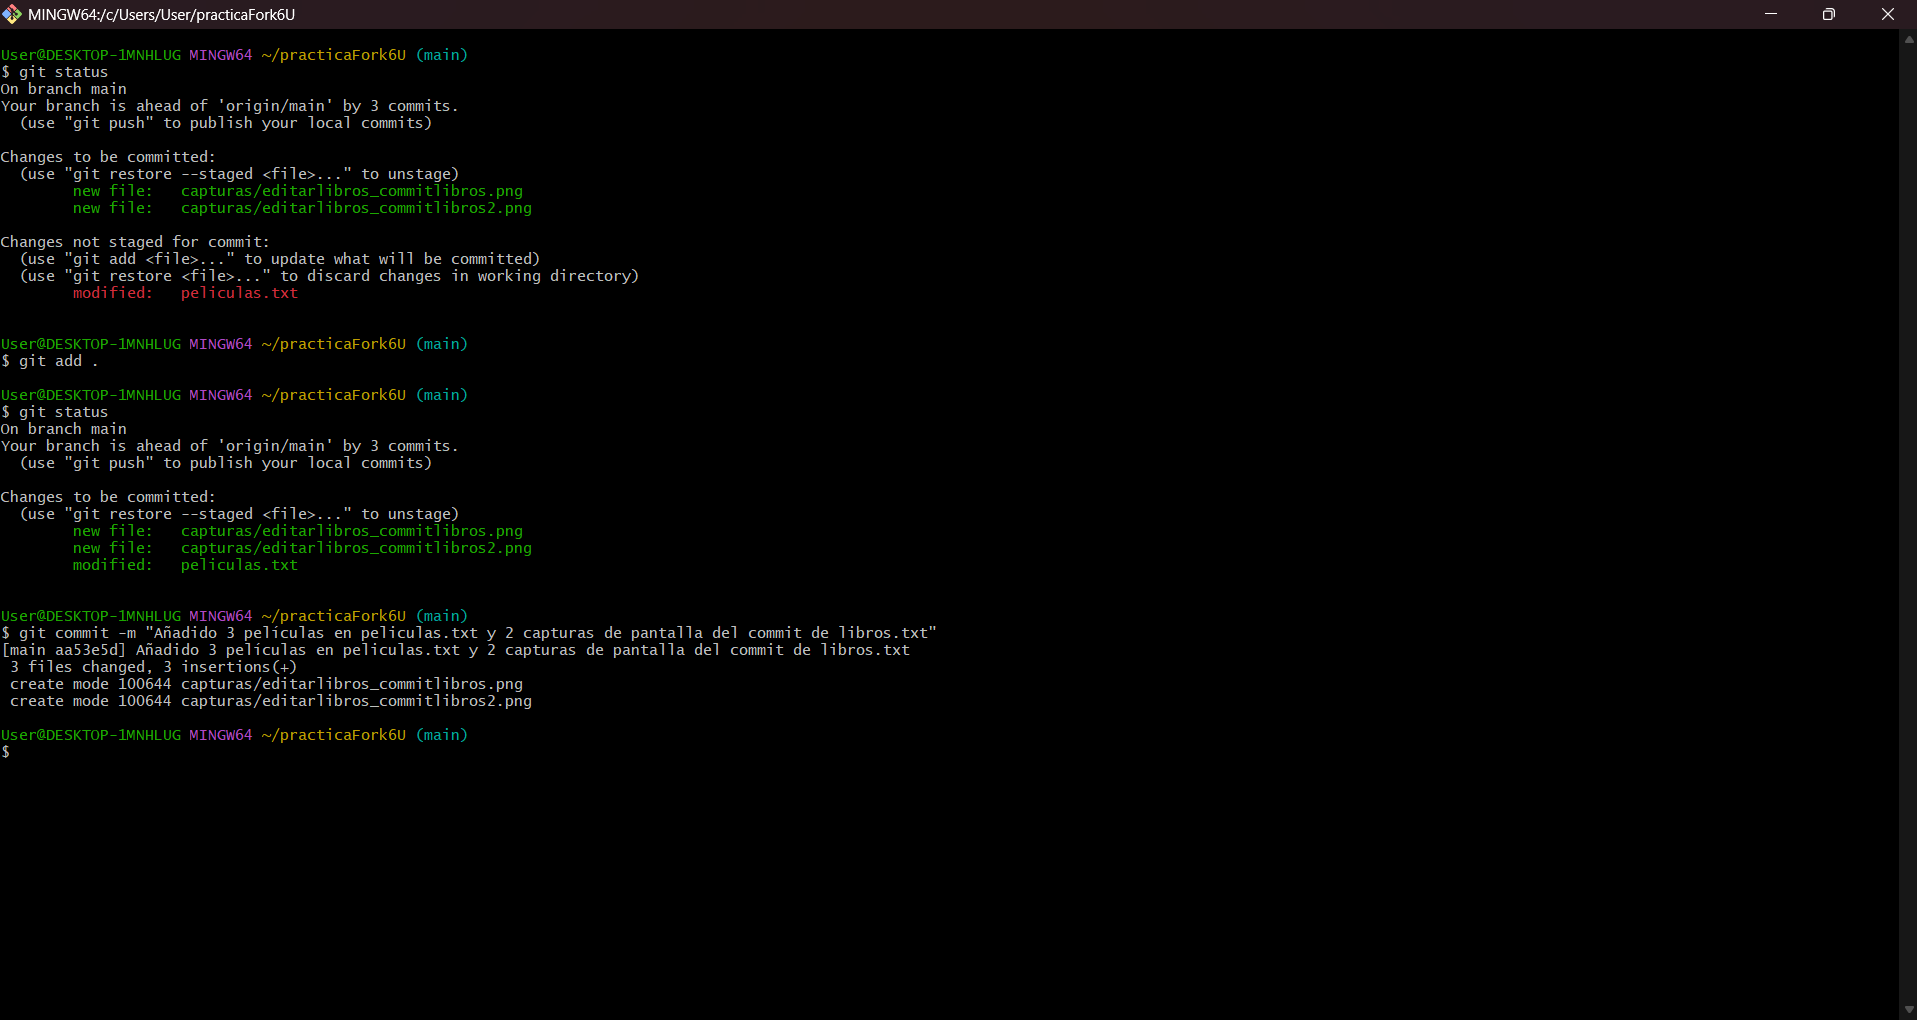 MINGW64:/c/Users/User/practicaFork6U
User@DESKTOP-1MNHLUG MINGW64 ~/practicaFork6U (main)
$ git status
On branch main
Your branch is ahead of 'origin/main' by 3 commits.
  (use "git push" to publish your local commits)
Changes to be committed:
  (use "git restore --staged <file>..." to unstage)
        new file:   capturas/editarlibros_commitlibros.png
        new file:   capturas/editarlibros_commitlibros2.png
Changes not staged for commit:
  (use "git add <file>..." to update what will be committed)
  (use "git restore <file>..." to discard changes in working directory)
        modified:   peliculas.txt
User@DESKTOP-1MNHLUG MINGW64 ~/practicaFork6U (main)
$ git add .
User@DESKTOP-1MNHLUG MINGW64 ~/practicaFork6U (main)
$ git status
On branch main
Your branch is ahead of 'origin/main' by 3 commits.
  (use "git push" to publish your local commits)
Changes to be committed:
  (use "git restore --staged <file>..." to unstage)
        new file:   capturas/editarlibros_commitlibros.png
        new file:   capturas/editarlibros_commitlibros2.png
        modified:   peliculas.txt
User@DESKTOP-1MNHLUG MINGW64 ~/practicaFork6U (main)
$ git commit -m "Añadido 3 películas en peliculas.txt y 2 capturas de pantalla del commit de libros.txt"
[main aa53e5d] Añadido 3 películas en peliculas.txt y 2 capturas de pantalla del commit de libros.txt
 3 files changed, 3 insertions(+)
 create mode 100644 capturas/editarlibros_commitlibros.png
 create mode 100644 capturas/editarlibros_commitlibros2.png
User@DESKTOP-1MNHLUG MINGW64 ~/practicaFork6U (main)
$